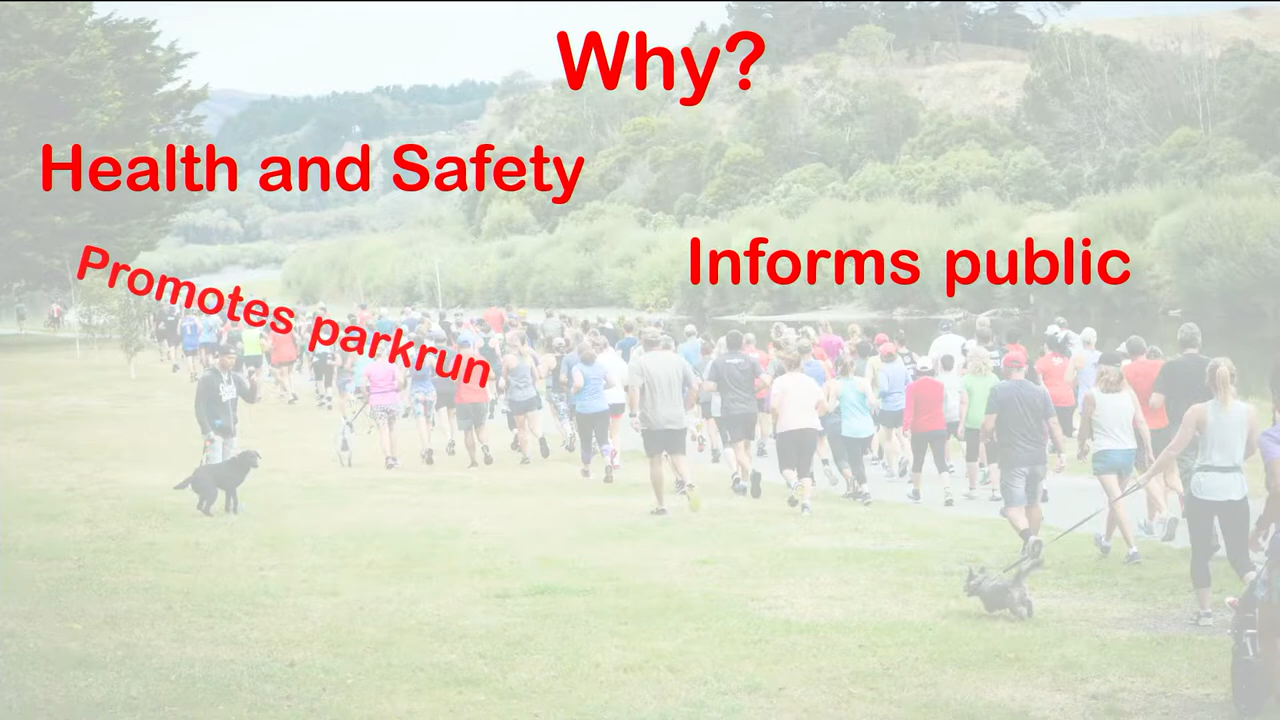 Why?
Health and Safety
Informs public
Promotes parkrun